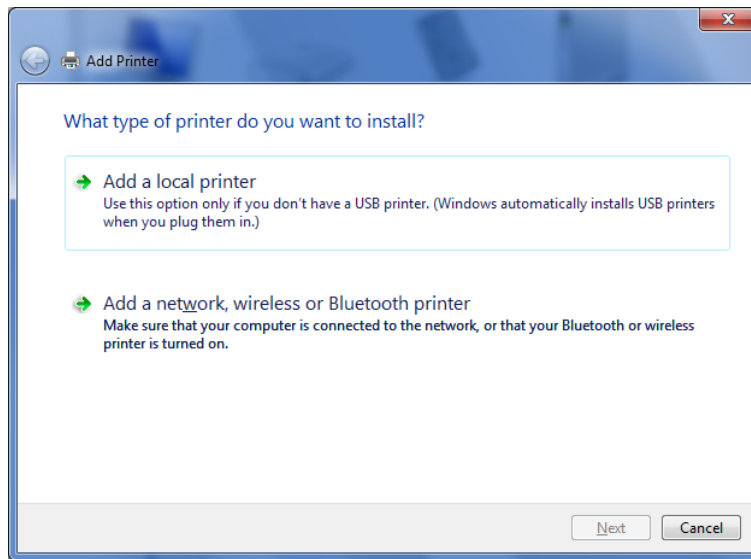 Add Printer
What type of printer do you want to install?
Add a local printer
Use this option only if you don't have a USB printer. (Windows automatically installs USB printers
when you plug them in.)
Add a network, wireless or Bluetooth printer
Make sure that your computer is connected to the network, or that your Bluetooth or wireless
printer is turned on.
Next
Cancel